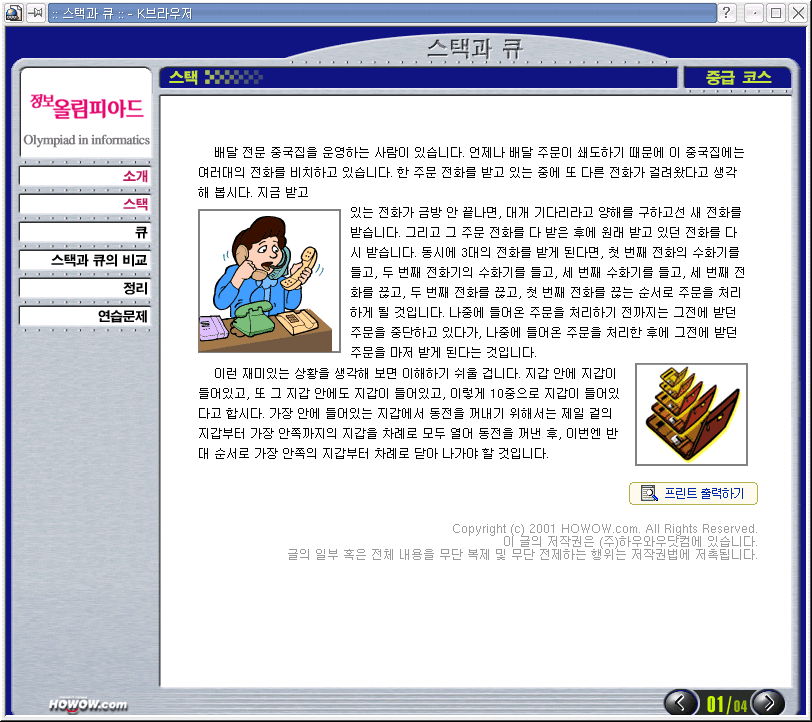 :: 스택과 큐 :: - K브라우저
스택과 큐
스택
중급 코스
정보올림피아드
Olympiad in informatics
소개
스택
큐
스택과 큐의 비교
정리
연습문제
배달 전문 중국집을 운영하는 사람이 있습니다. 언제나 배달 주문이 쇄도하기 때문에 이 중국집에는
여러대의 전화를 비치하고 있습니다. 한 주문 전화를 받고 있는 중에 또 다른 전화가 걸려왔다고 생각
해 봅시다. 지금 받고
있는 전화가 금방 안 끝나면, 대개 기다리라고 양해를 구하고선 새 전화를
받습니다. 그리고 그 주문 전화를 다 받은 후에 원래 받고 있던 전화를 다
시 받습니다. 동시에 3대의 전화를 받게 된다면, 첫 번째 전화의 수화기를
들고, 두 번째 전화기의 수화기를 들고, 세 번째 수화기를 들고, 세 번째 전
화를 끊고, 두 번째 전화를 끊고, 첫 번째 전화를 끊는 순서로 주문을 처리
하게 될 것입니다. 나중에 들어온 주문을 처리하기 전까지는 그전에 받던
주문을 중단하고 있다가, 나중에 들어온 주문을 처리한 후에 그전에 받던
주문을 마저 받게 된다는 것입니다.
이런 재미있는 상황을 생각해 보면 이해하기 쉬울 겁니다. 지갑 안에 지갑이
들어있고, 또 그 지갑 안에도 지갑이 들어있고, 이렇게 10중으로 지갑이 들어있
다고 합시다. 가장 안에 들어있는 지갑에서 동전을 꺼내기 위해서는 제일 겉의
지갑부터 가장 안쪽까지의 지갑을 차례로 모두 열어 동전을 꺼낸 후, 이번엔 반
대 순서로 가장 안쪽의 지갑부터 차례로 닫아 나가야 할 것입니다.
프린트 출력하기
Copyright (c) 2001 HOWOW.com. All Rights Reserved.
이 글의 저작권은 (주)하우와우닷컴에 있습니다.
글의 일부 혹은 전체 내용을 무단 복제 및 무단 전제하는 행위는 저작권법에 저촉됩니다.
HOWOW.com
01/04